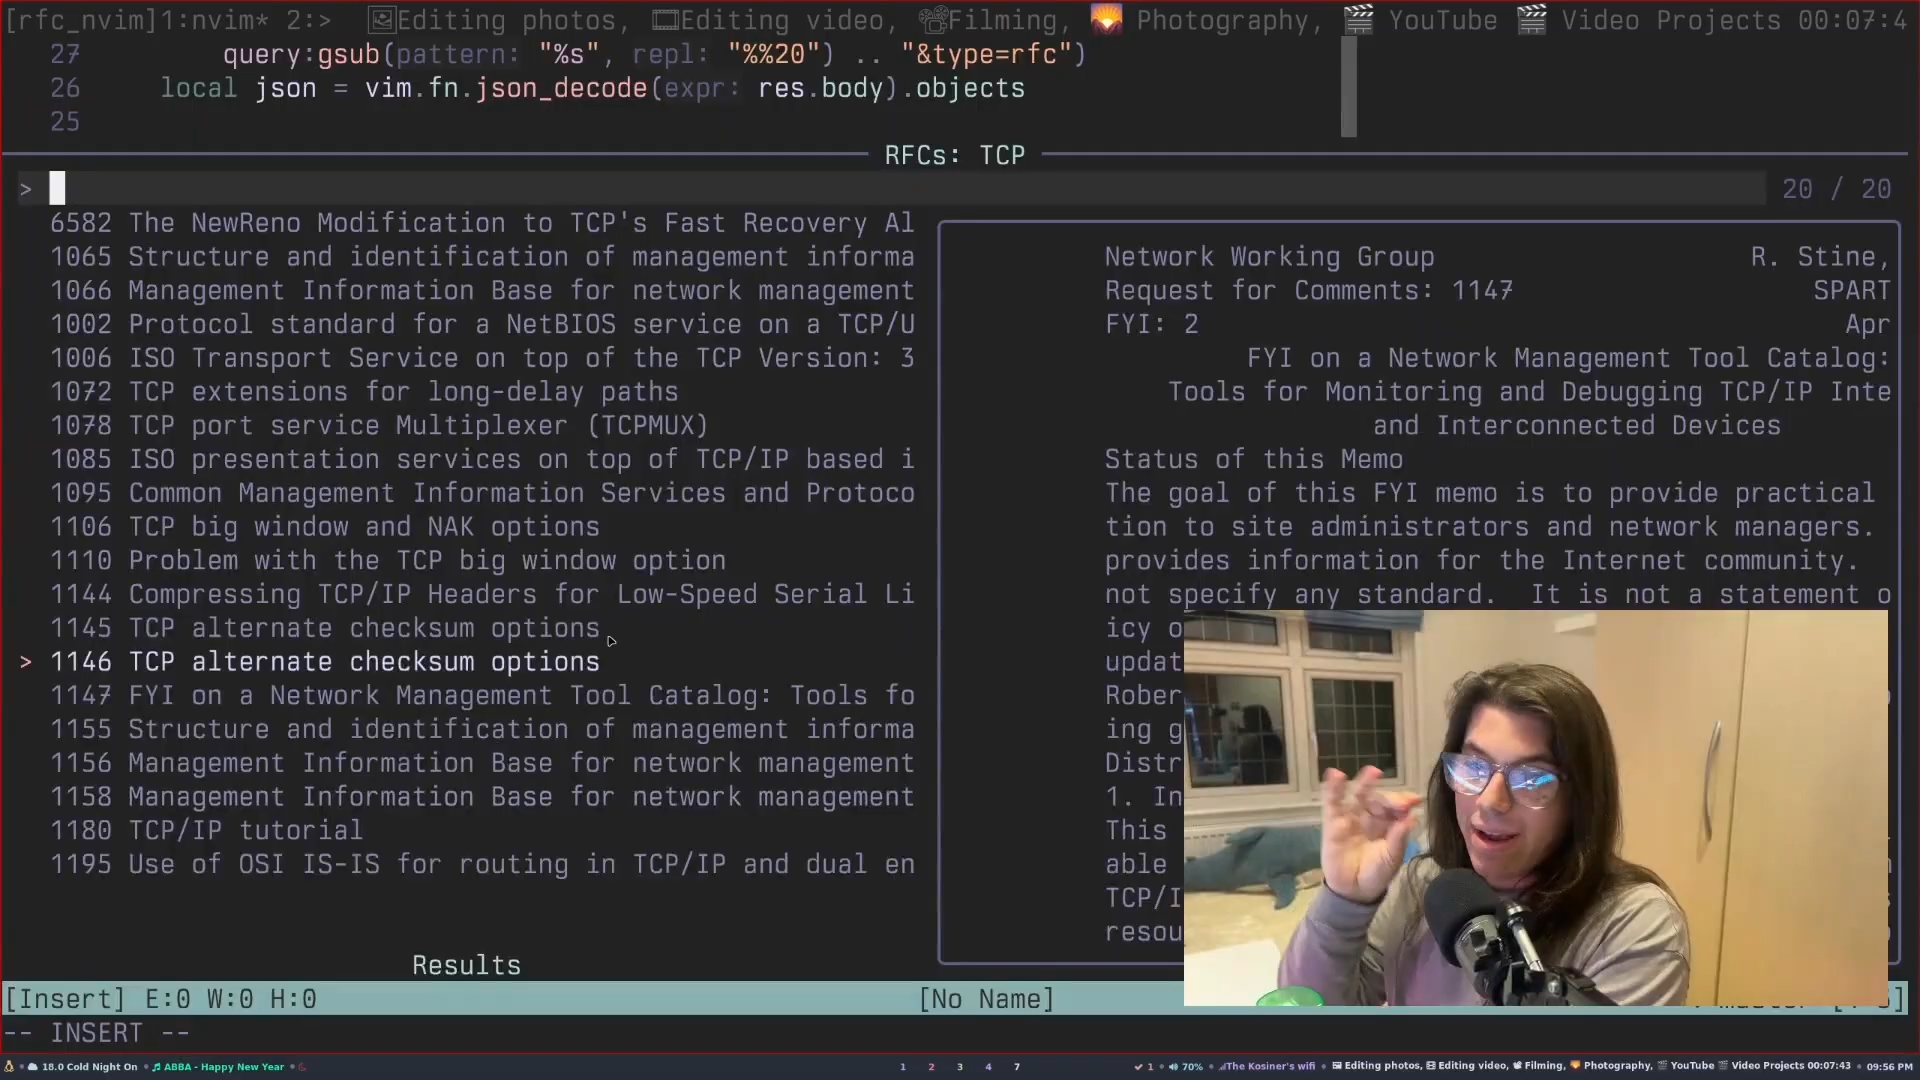 [rfc_nvim]1:nvim* 2:> Editing photos, Editing video, Filming, Photography, YouTube Video Projects 00:07:4
27 query:gsub(pattern: "%s", repl: "%%20") .. "&type=rfc")
26 local json = vim.fn.json_decode(expr: res.body).objects
25
RFCs: TCP
> 20 / 20
6582 The NewReno Modification to TCP's Fast Recovery Al
1065 Structure and identification of management informa
1066 Management Information Base for network management
1002 Protocol standard for a NetBIOS service on a TCP/U
1006 ISO Transport Service on top of the TCP Version: 3
1072 TCP extensions for long-delay paths
1078 TCP port service Multiplexer (TCPMUX)
1085 ISO presentation services on top of TCP/IP based i
1095 Common Management Information Services and Protoco
1106 TCP big window and NAK options
1110 Problem with the TCP big window option
1144 Compressing TCP/IP Headers for Low-Speed Serial Li
1145 TCP alternate checksum options
> 1146 TCP alternate checksum options
1147 FYI on a Network Management Tool Catalog: Tools fo
1155 Structure and identification of management informa
1156 Management Information Base for network management
1158 Management Information Base for network management
1180 TCP/IP tutorial
1195 Use of OSI IS-IS for routing in TCP/IP and dual en
Results
Network Working Group R. Stine,
Request for Comments: 1147 SPART
FYI: 2 Apr
FYI on a Network Management Tool Catalog:
Tools for Monitoring and Debugging TCP/IP Inte
and Interconnected Devices
Status of this Memo
The goal of this FYI memo is to provide practical
tion to site administrators and network managers.
provides information for the Internet community.
not specify any standard. It is not a statement o
icy o
updat
Rober
ing g
Distr
1. In
This
able
TCP/I
resou
[Insert] E:0 W:0 H:0 [No Name]
-- INSERT --
18.0 Cold Night On ABBA - Happy New Year 1 2 3 4 7 1 70% The Kosiner's wifi Editing photos, Editing video, Filming, Photography, YouTube Video Projects 00:07:43 09:56 PM